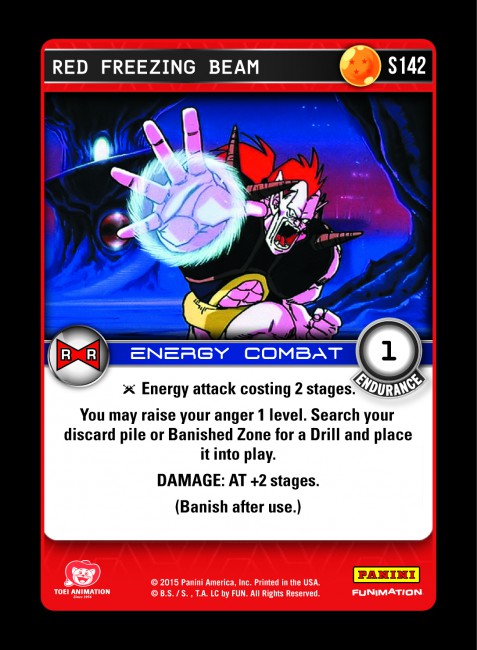 RED FREEZING BEAM
S142
R R
ENERGY COMBAT
1
ENDURANCE
Energy attack costing 2 stages.
You may raise your anger 1 level. Search your
discard pile or Banished Zone for a Drill and place
it into play.
DAMAGE: AT +2 stages.
(Banish after use.)
TOEI ANIMATION
Since 1956
© 2015 Panini America, Inc. Printed in the USA.
© B.S. / S. , T.A. LC by FUN. All Rights Reserved.
PANINI
FUNIMATION